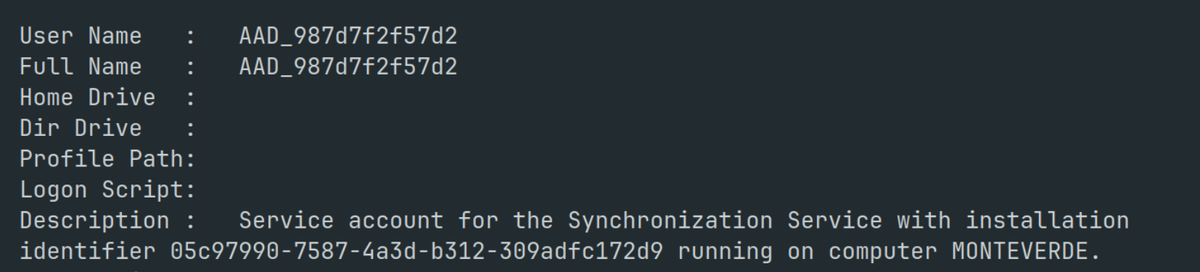 User Name   :   AAD_987d7f2f57d2
Full Name   :   AAD_987d7f2f57d2
Home Drive  :
Dir Drive   :
Profile Path:
Logon Script:
Description :   Service account for the Synchronization Service with installation
identifier 05c97990-7587-4a3d-b312-309adfc172d9 running on computer MONTEVERDE.